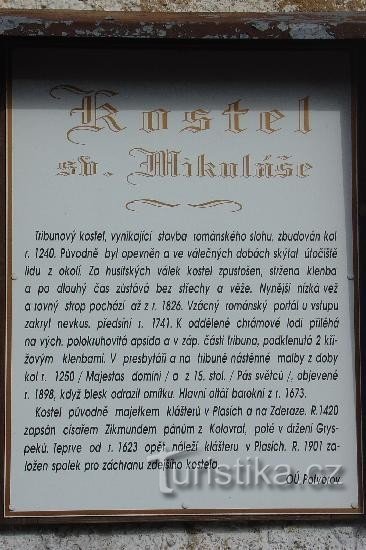 Kostel
sv. Mikuláše
Tribunový kostel, vynikající stavba románského slohu, zbudován kol
r. 1240. Původně byl opevněn a ve válečných dobách skýtal útočiště
lidu z okolí. Za husitských válek kostel zpustošen, stržena klenba
a po dlouhý čas zůstává bez střechy a věže. Nynější nízká věž
a rovný strop pochází až z r. 1826. Vzácný románský portál u vstupu
zakryt nevkus. předsíní r. 1741. K oddělené chrámové lodi přiléhá
na vých. polokruhovitá apsida a v záp. části tribuna, podklenutá 2 kří-
žovým klenbami. V presbytáři a na tribuně nástěnné malby z doby
kol r. 1250 / Majestas domini / a z 15. stol. / Pás světců /, objevené
r. 1898, když blesk odrazil omítku. Hlavní oltář barokní z r. 1673.
Kostel původně majetkem klášterů v Plasích a na Zderaze. R. 1420
zapsán císařem Zikmundem pánům z Kolovrat, poté v držení Grys-
peků. Teprve od r. 1623 opět náleží klášteru v Plasích. R. 1901 za-
ložen spolek pro záchranu zdejšího kostela.
OÚ Potvorov
Turistika.cz